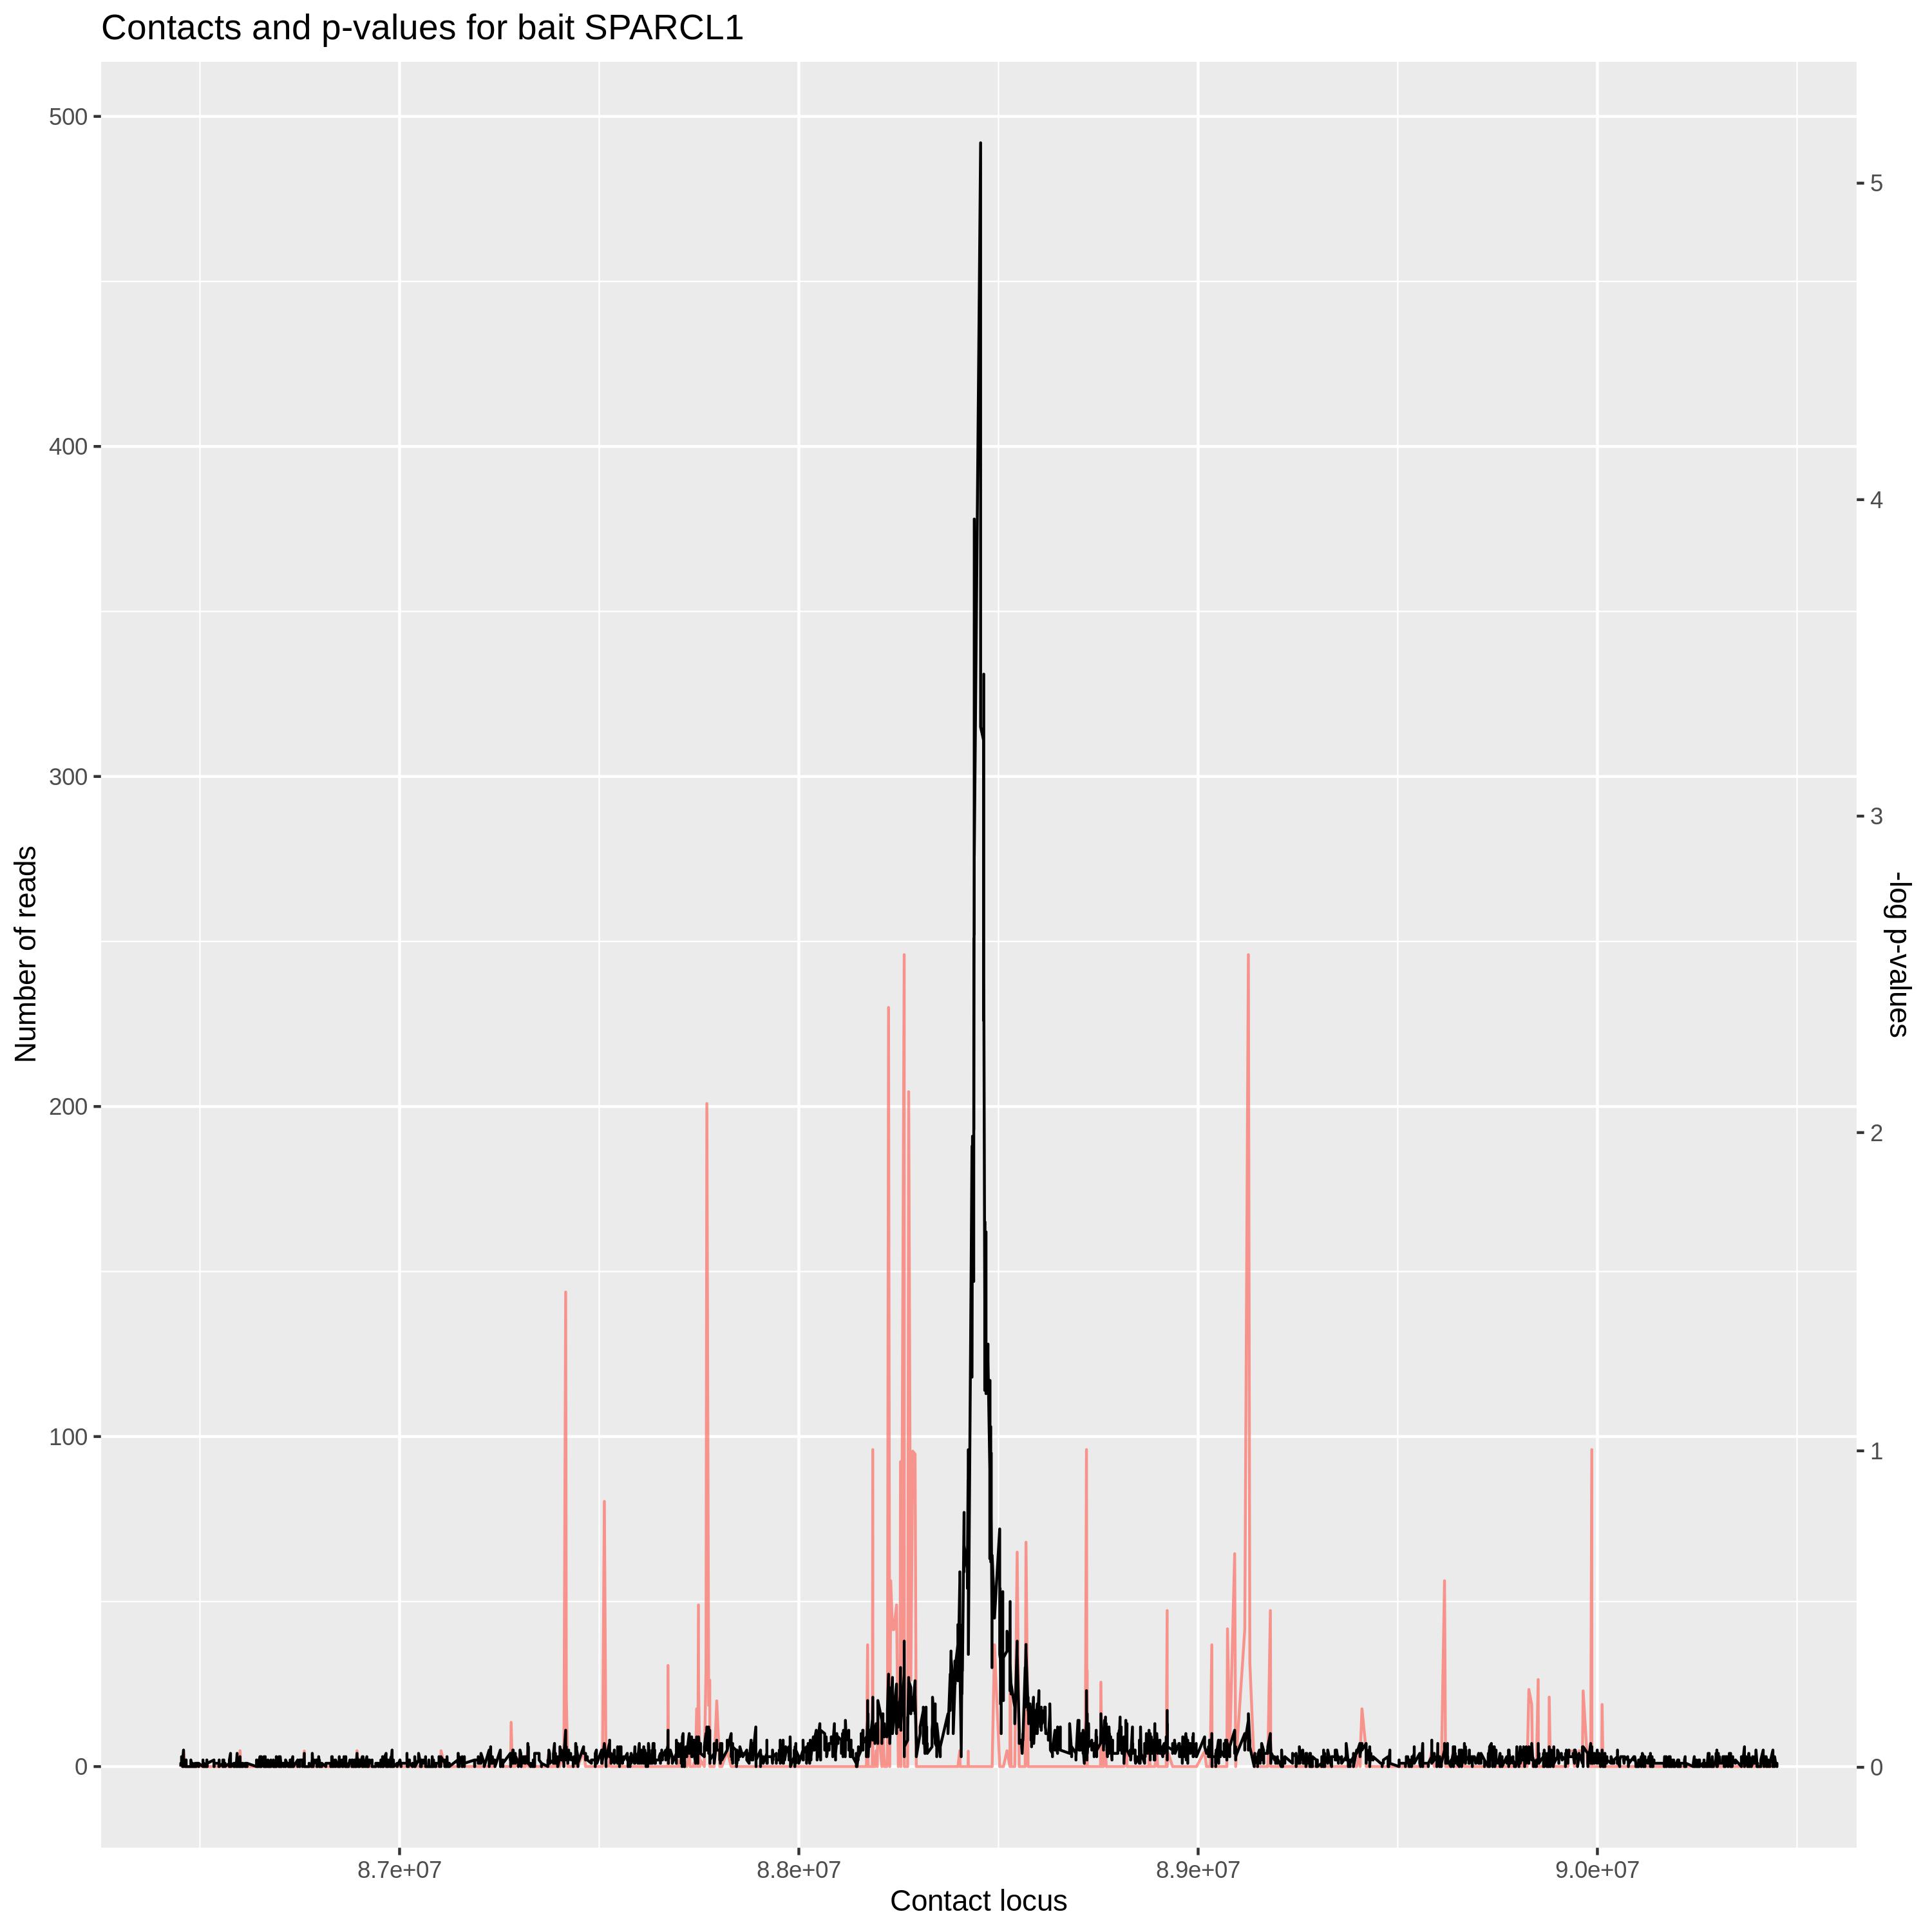 Contacts and p-values for bait SPARCL1
500
400
300
200
100
0
Number of reads
5
4
3
2
1
0
-log p-values
8.7e+07
8.8e+07
8.9e+07
9.0e+07
Contact locus